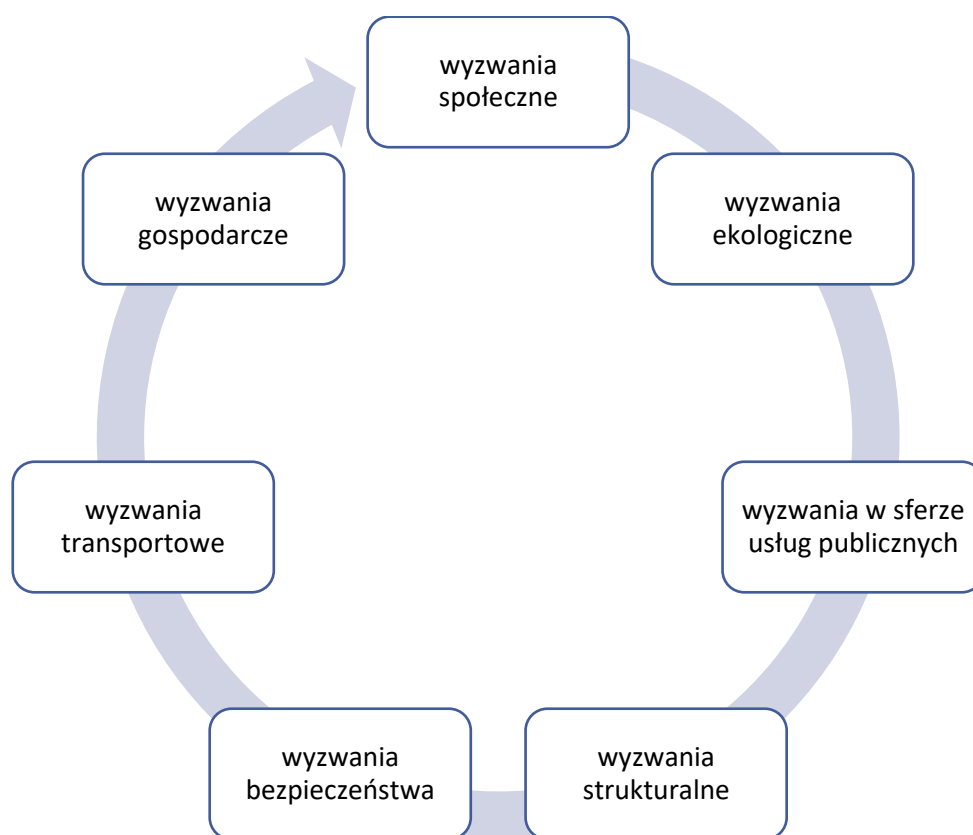 wyzwania
społeczne
wyzwania
ekologiczne
wyzwania w sferze
usług publicznych
wyzwania
strukturalne
wyzwania
bezpieczeństwa
wyzwania
transportowe
wyzwania
gospodarcze